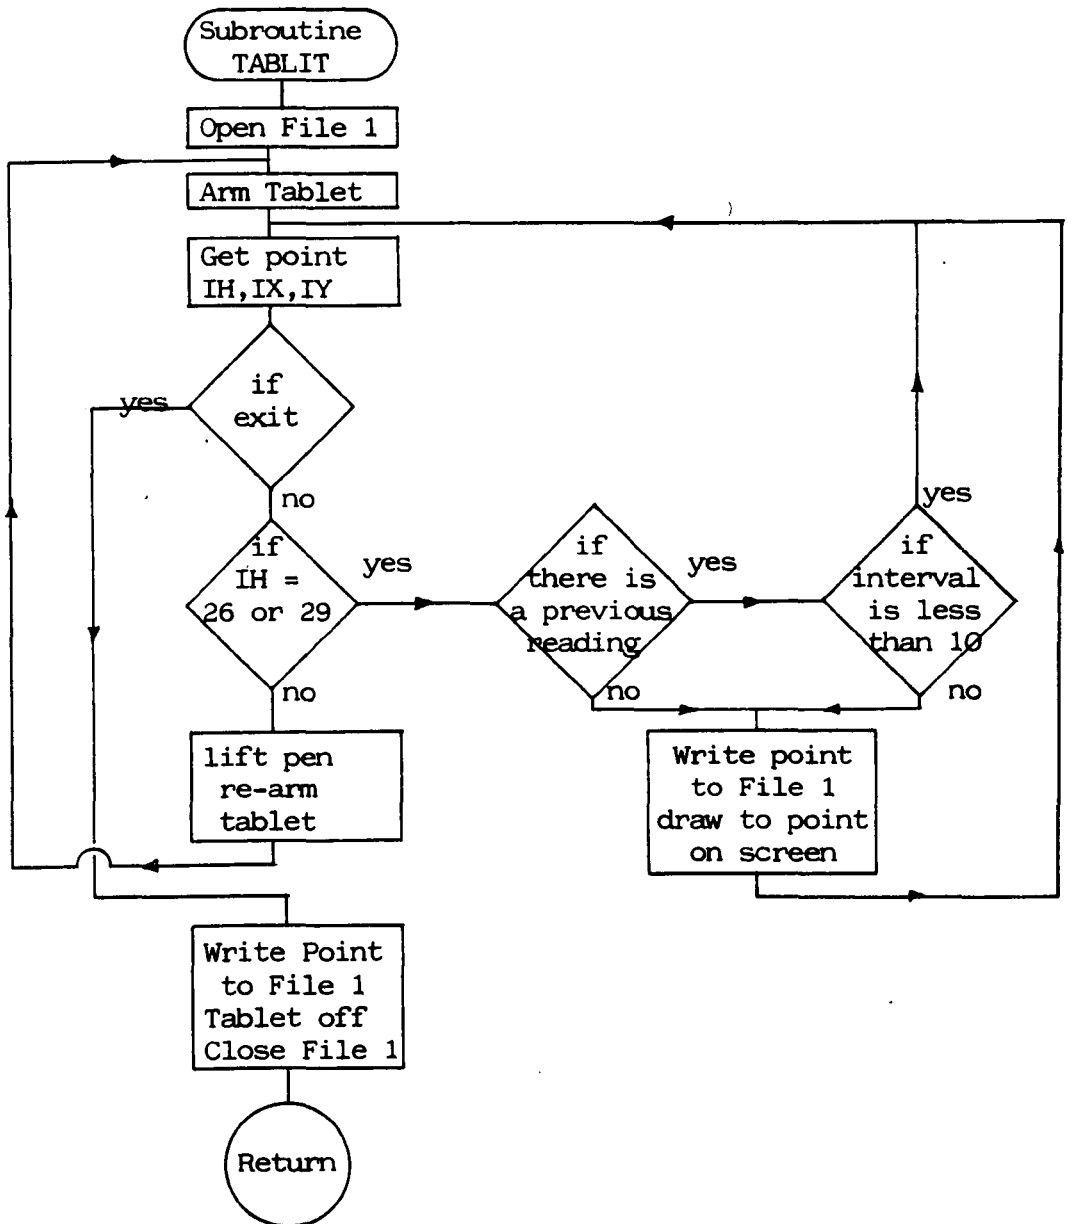 Subroutine
TABLIT
Open File 1
Arm Tablet
Get point
IH,IX,IY
if
exit
yes
no
if
IH =
26 or 29
yes
no
if
there is
a previous
reading
yes
no
if
interval
is less
than 10
yes
no
lift pen
re-arm
tablet
Write point
to File 1
draw to point
on screen
Write Point
to File 1
Tablet off
Close File 1
Return